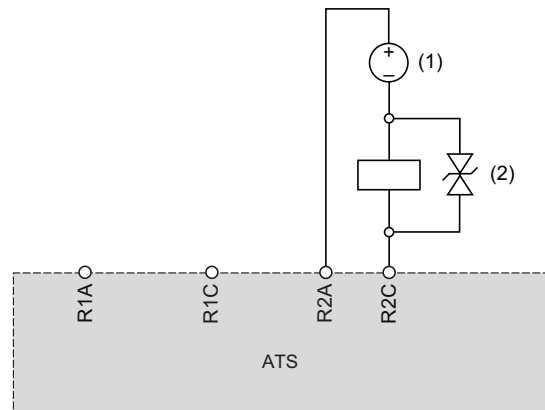 +
(1)
–
(2)
R1A
R1C
R2A
R2C
ATS